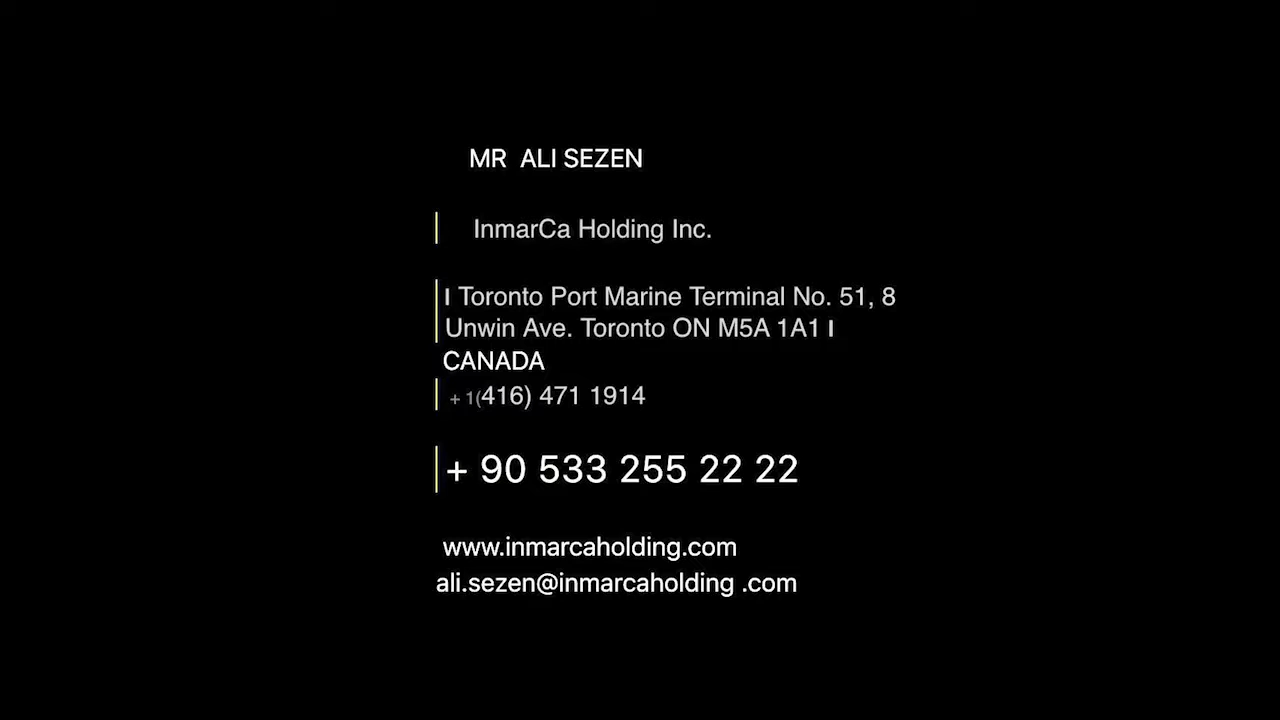 MR ALI SEZEN
InmarCa Holding Inc.
I Toronto Port Marine Terminal No. 51, 8
Unwin Ave. Toronto ON M5A 1A1 I
CANADA
+ 1(416) 471 1914
+ 90 533 255 22 22
www.inmarcaholding.com
ali.sezen@inmarcaholding .com